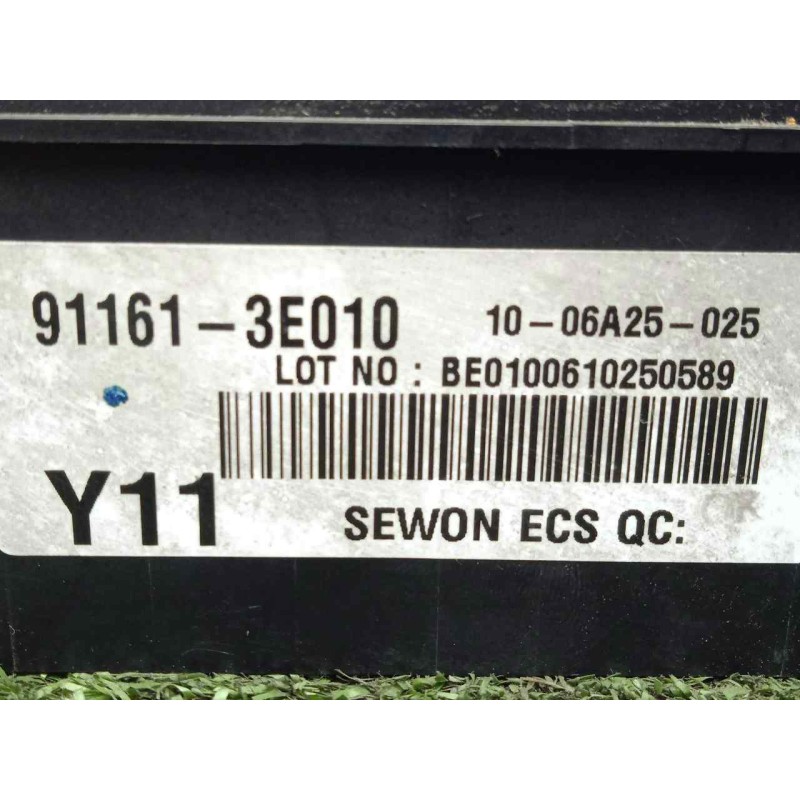 91161-3E010 10-06A25-025
LOT NO : BE0100610250589
Y11 SEWON ECS QC: